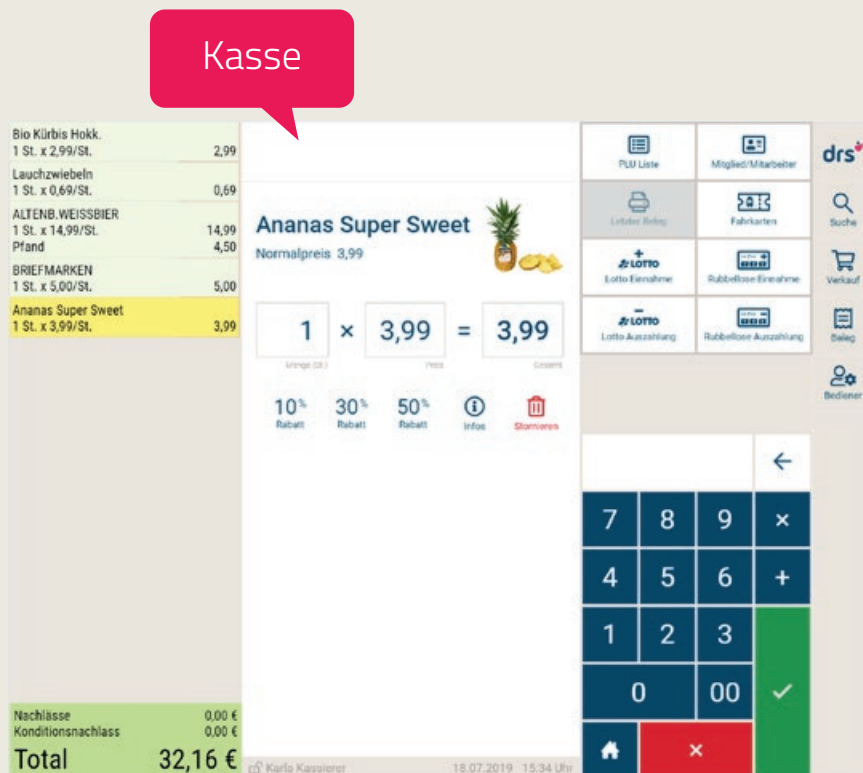 Kasse
Bio Kürbis Hokk.
1 St. x 2,99/St. 2,99
Lauchzwiebeln
1 St. x 0,69/St. 0,69
ALTENB.WEISSBIER
1 St. x 14,99/St. 14,99
Pfand 4,50
BRIEFMARKEN
1 St. x 5,00/St. 5,00
Ananas Super Sweet
1 St. x 3,99/St. 3,99
Nachlässe 0,00 €
Konditionsnachlass 0,00 €
Total 32,16 €
Ananas Super Sweet
Normalpreis 3,99
1 × 3,99 = 3,99
Menge (St.) Preis Gesamt
10% 30% 50%
Rabatt Rabatt Rabatt Infos Stornieren
Karla Kassierer 18.07.2019 15:34 Uhr
PLU Liste Mitglied/Mitarbeiter
Letzter Beleg Fahrkarten
LOTTO
Lotto Einnahme Rubbellose Einnahme
LOTTO
Lotto Auszahlung Rubbellose Auszahlung
7 8 9 ×
4 5 6 +
1 2 3
0 00
×
drs
Suche
Verkauf
Beleg
Bediener